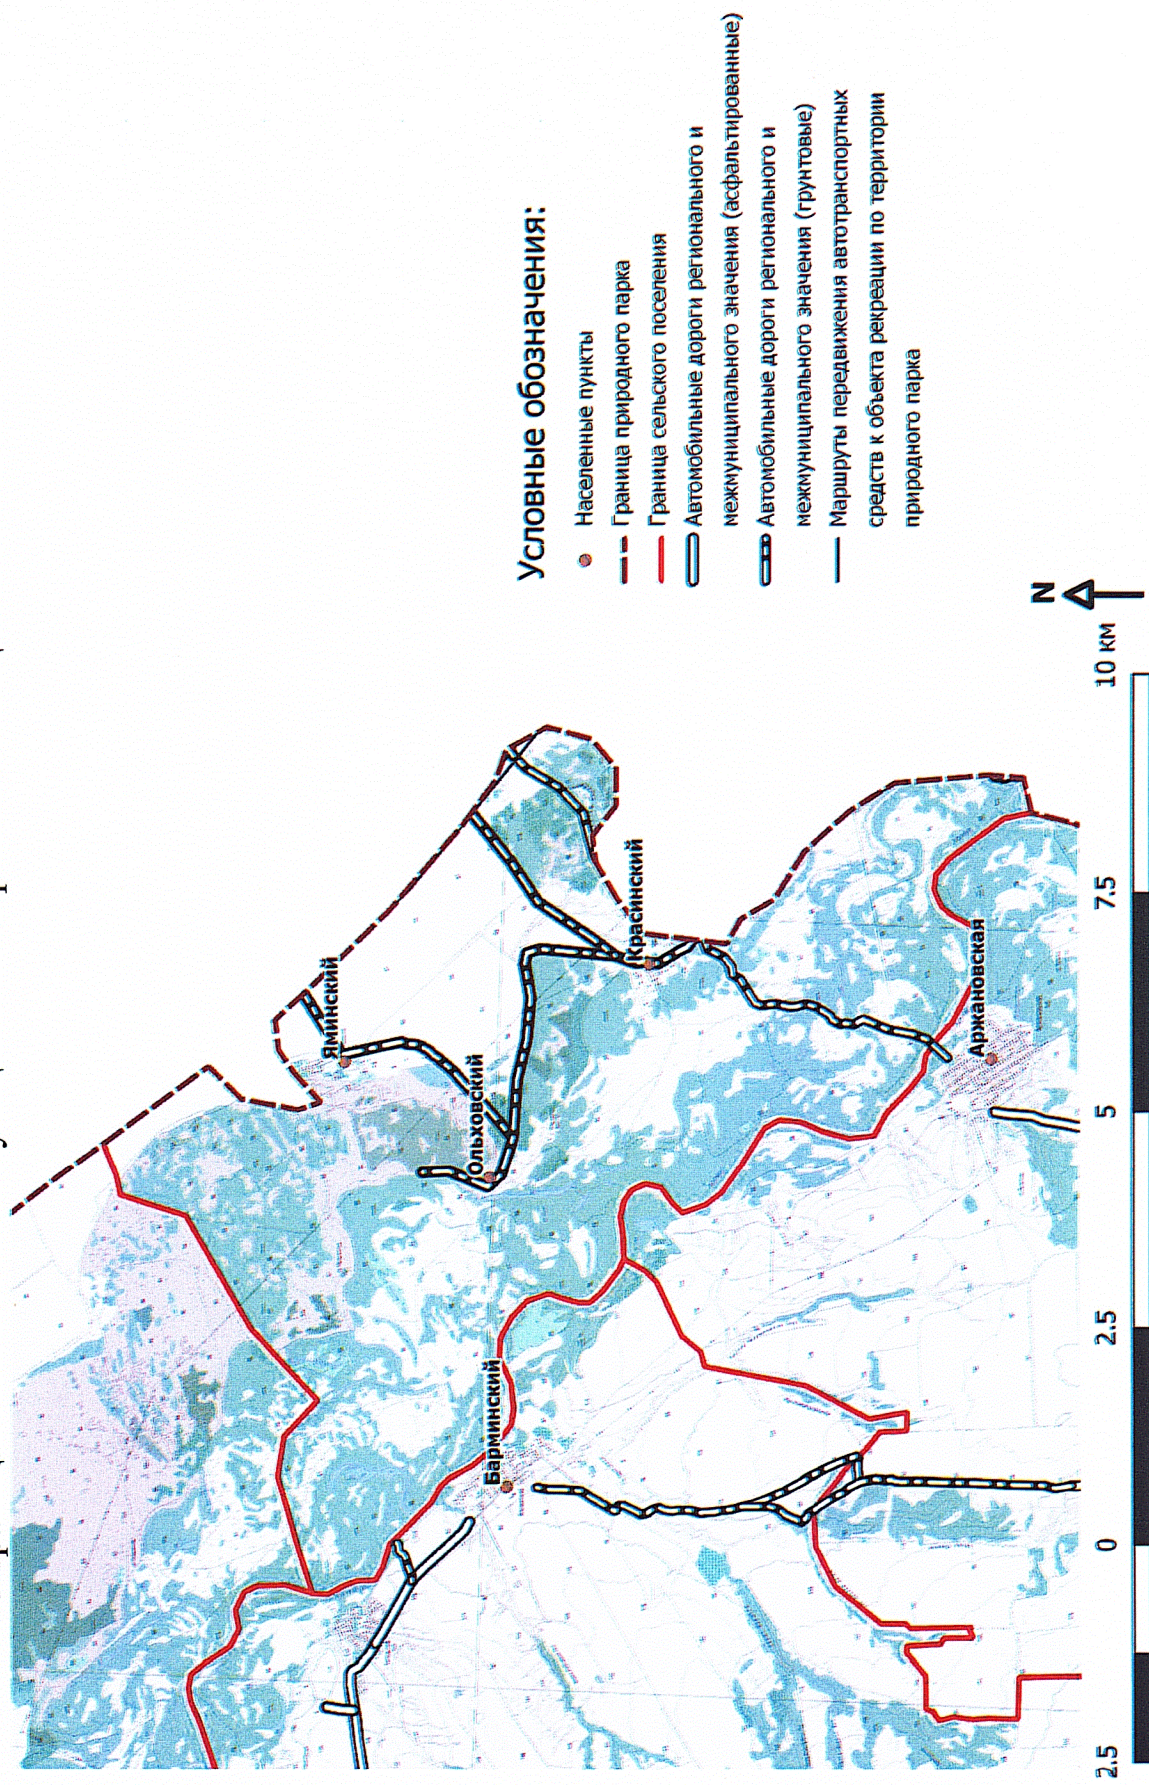 Яминский
Ольховский
Барминский
Красинский
Аржановская
Условные обозначения:
Населенные пункты
Граница природного парка
Граница сельского поселения
Автомобильные дороги регионального и
межмуниципального значения (асфальтированные)
Автомобильные дороги регионального и
межмуниципального значения (грунтовые)
Маршруты передвижения автотранспортных
средств к объекта рекреации по территории
природного парка
N
2.5 0 2.5 5 7.5 10 км